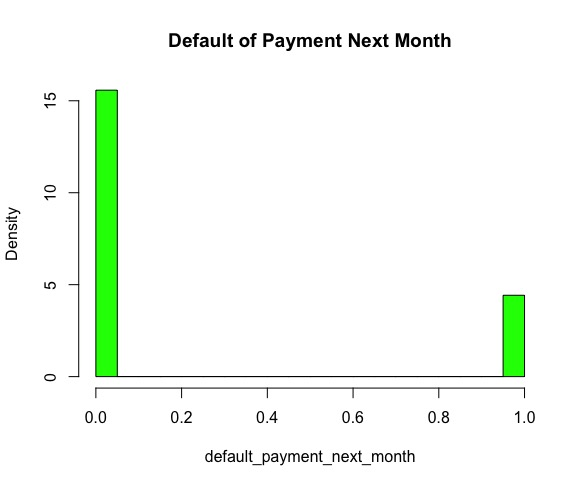 Default of Payment Next Month
Density
15
10
5
0
0.0 0.2 0.4 0.6 0.8 1.0
default_payment_next_month